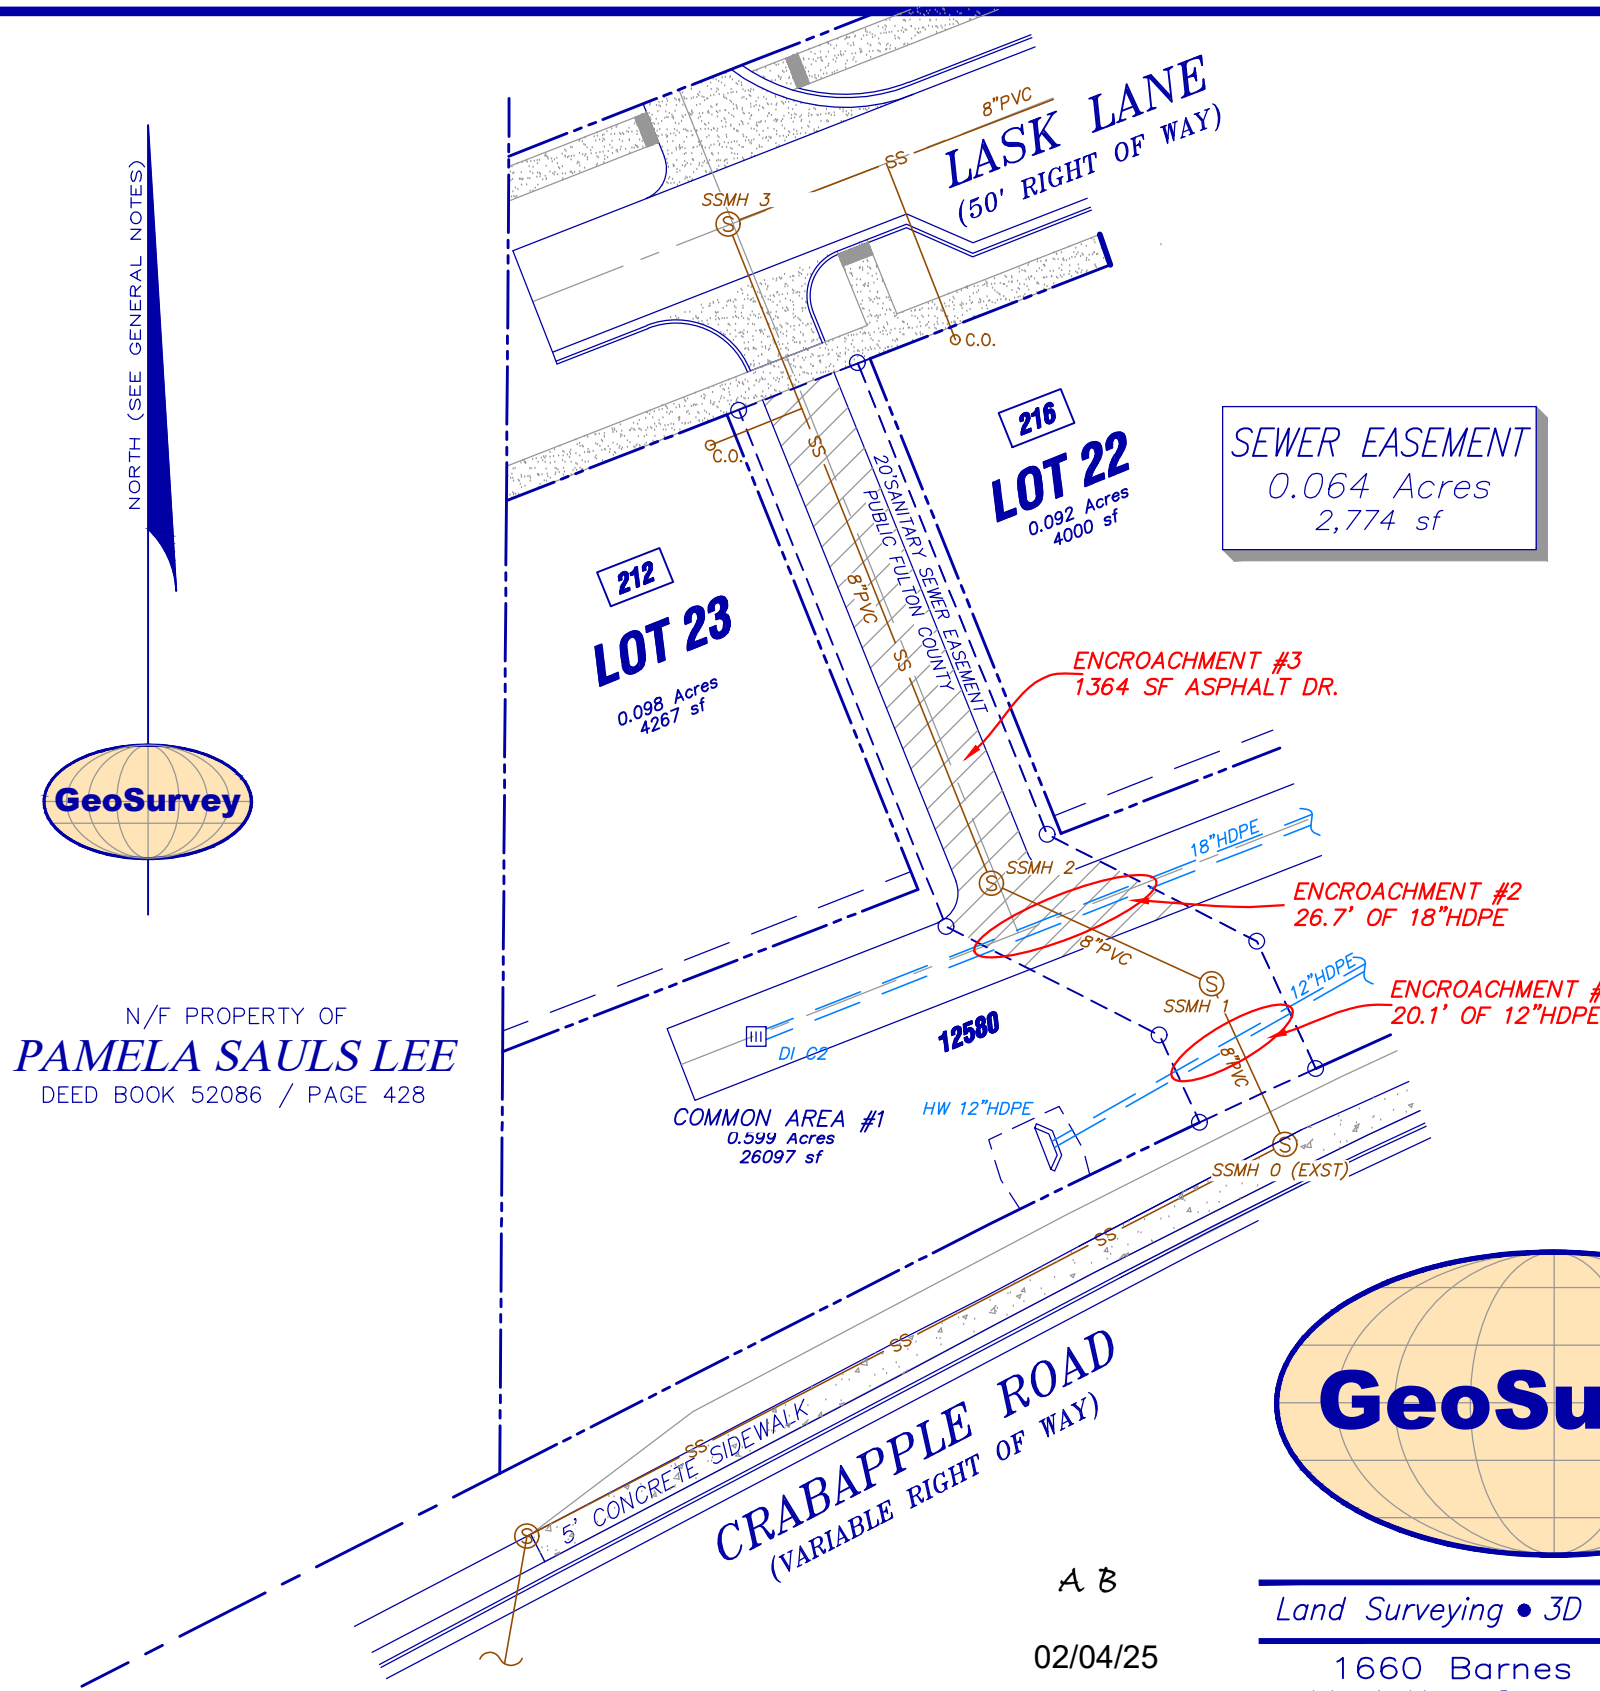 8"PVC
LASK LANE
(50' RIGHT OF WAY)
SS
SSMH 3
S
NORTH (SEE GENERAL NOTES)
C.O.
C.O.
216
LOT 22
0.092 Acres
4000 sf
SEWER EASEMENT
0.064 Acres
2,774 sf
SS
20'SANITARY SEWER EASEMENT
PUBLIC FULTON COUNTY
212
LOT 23
0.098 Acres
4267 sf
8"PVC
SS
ENCROACHMENT #3
1364 SF ASPHALT DR.
GeoSurvey
18"HDPE
SSMH 2
S
ENCROACHMENT #2
26.7' OF 18"HDPE
8"PVC
S
SSMH 1
12"HDPE
ENCROACHMENT #
20.1' OF 12"HDPE
N/F PROPERTY OF
PAMELA SAULS LEE
DEED BOOK 52086 / PAGE 428
12580
DI C2
8"PVC
COMMON AREA #1
0.599 Acres
26097 sf
HW 12"HDPE
S
SSMH 0 (EXST)
SS
SS
SS
S
5' CONCRETE SIDEWALK
CRABAPPLE ROAD
(VARIABLE RIGHT OF WAY)
GeoSu
A B
02/04/25
Land Surveying • 3D
1660 Barnes